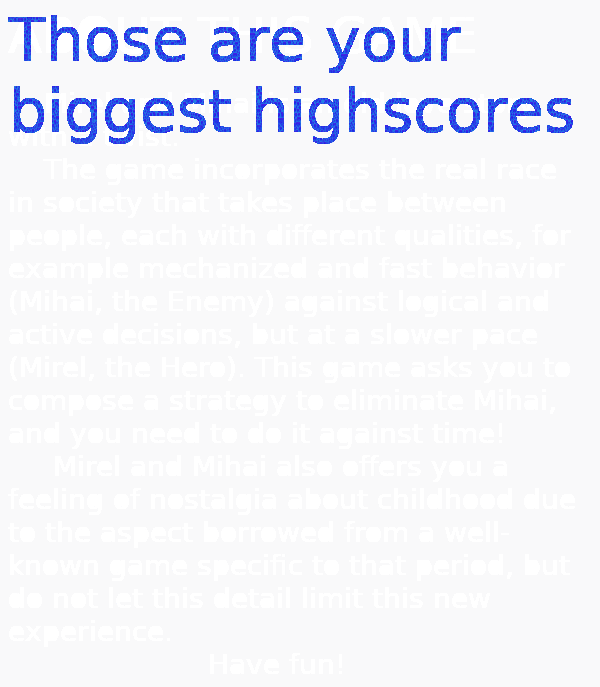 Those are your
biggest highscores
The game incorporates the real race
in society that takes place between
people, each with different qualities, for
example mechanized and fast behavior
(Mihai, the Enemy) against logical and
active decisions, but at a slower pace
(Mirel, the Hero). This game asks you to
compose a strategy to eliminate Mihai,
and you need to do it against time!
Mirel and Mihai also offers you a
feeling of nostalgia about childhood due
to the aspect borrowed from a well-
known game specific to that period, but
do not let this detail limit this new
experience.
Have fun!